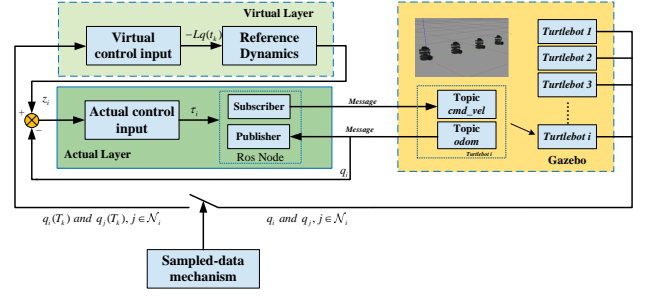 Virtual Layer
Virtual control input
−Lq(t_k)
Reference Dynamics
z_i
+
−
Actual control input
τ_i
Subscriber
Publisher
Ros Node
Actual Layer
q_i
Message
Message
Topic cmd_vel
Topic odom
Turtlebot i
Turtlebot 1
Turtlebot 2
Turtlebot 3
Turtlebot i
Gazebo
q_i(T_k) and q_j(T_k), j ∈ N_i
q_i and q_j, j ∈ N_i
Sampled-data mechanism